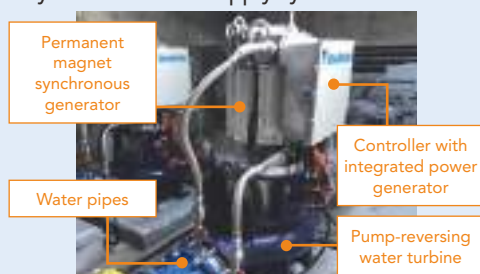 Permanent
magnet
synchronous
generator
Controller with
integrated power
generator
Water pipes
Pump-reversing
water turbine